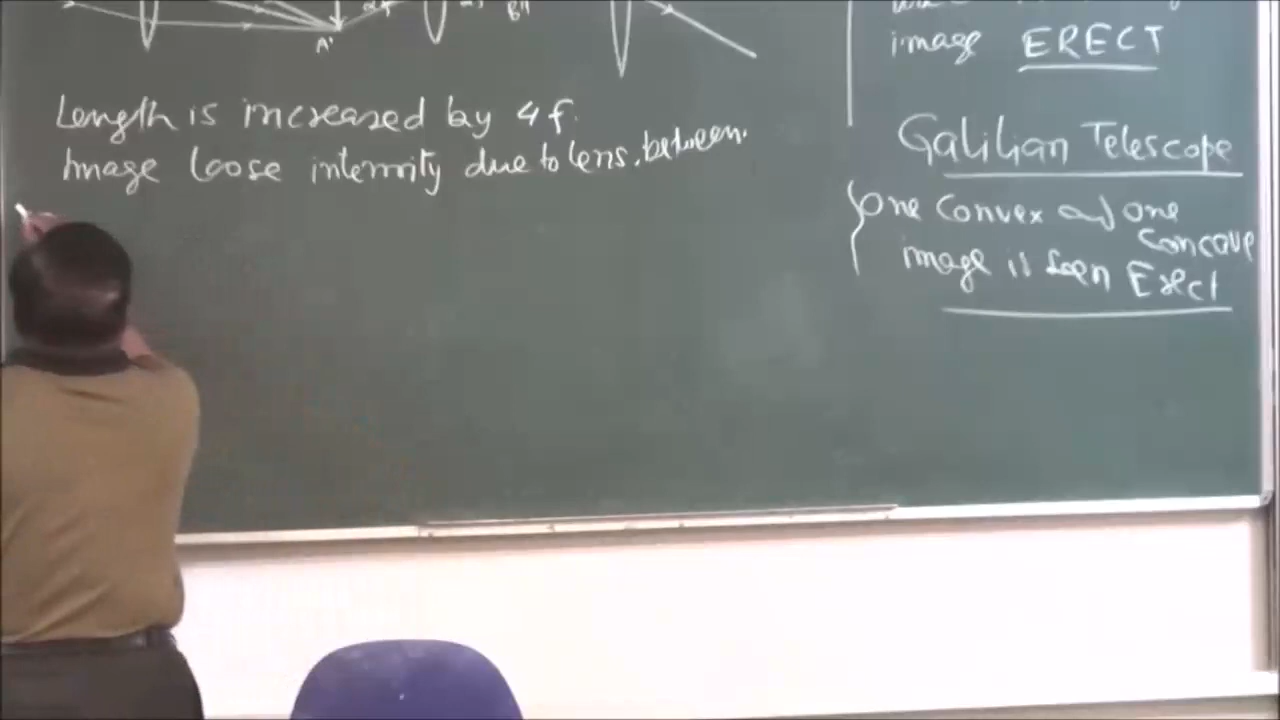 A'
2f
Length is increased by 4f.
Image loose intensity due to lens. between.
image ERECT
Galilian Telescope
One Convex and one
Concave
image is seen Erect